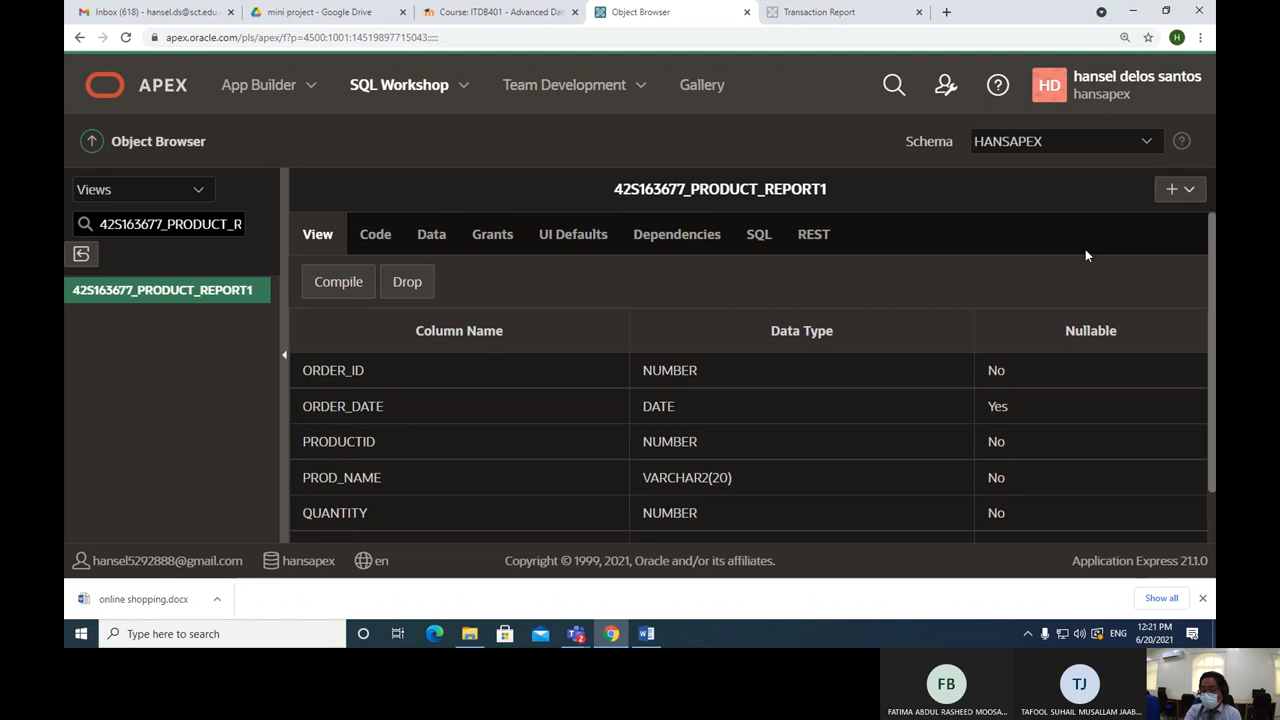 Inbox (618) - hansel.ds@sct.edu.
mini project - Google Drive
Course: ITDB401 - Advanced Dat
Object Browser
Transaction Report
apex.oracle.com/pls/apex/f?p=4500:1001:14519897715043:::::
H
APEX
App Builder
SQL Workshop
Team Development
Gallery
HD
hansel delos santos
hansapex
Object Browser
Schema
HANSAPEX
Views
42S163677_PRODUCT_R
42S163677_PRODUCT_REPORT1
42S163677_PRODUCT_REPORT1
View
Code
Data
Grants
UI Defaults
Dependencies
SQL
REST
Compile
Drop
Column Name Data Type Nullable
ORDER_ID NUMBER No
ORDER_DATE DATE Yes
PRODUCTID NUMBER No
PROD_NAME VARCHAR2(20) No
QUANTITY NUMBER No
hansel5292888@gmail.com
hansapex
en
Copyright © 1999, 2021, Oracle and/or its affiliates.
Application Express 21.1.0
online shopping.docx
Show all
Type here to search
2
ENG
12:21 PM
6/20/2021
FB
FATIMA ABDUL RASHEED MOOSA...
TJ
TAFOOL SUHAIL MUSALLAM JAAB...